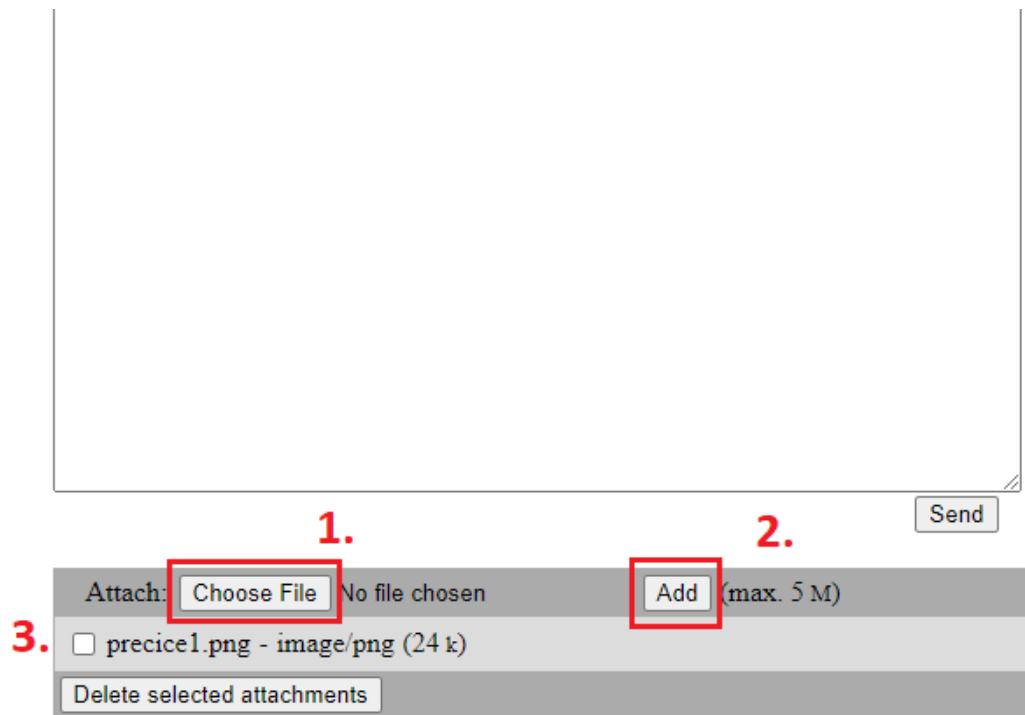 Send
1.
2.
Attach: Choose File No file chosen Add (max. 5 M)
3.
precice1.png - image/png (24 k)
Delete selected attachments